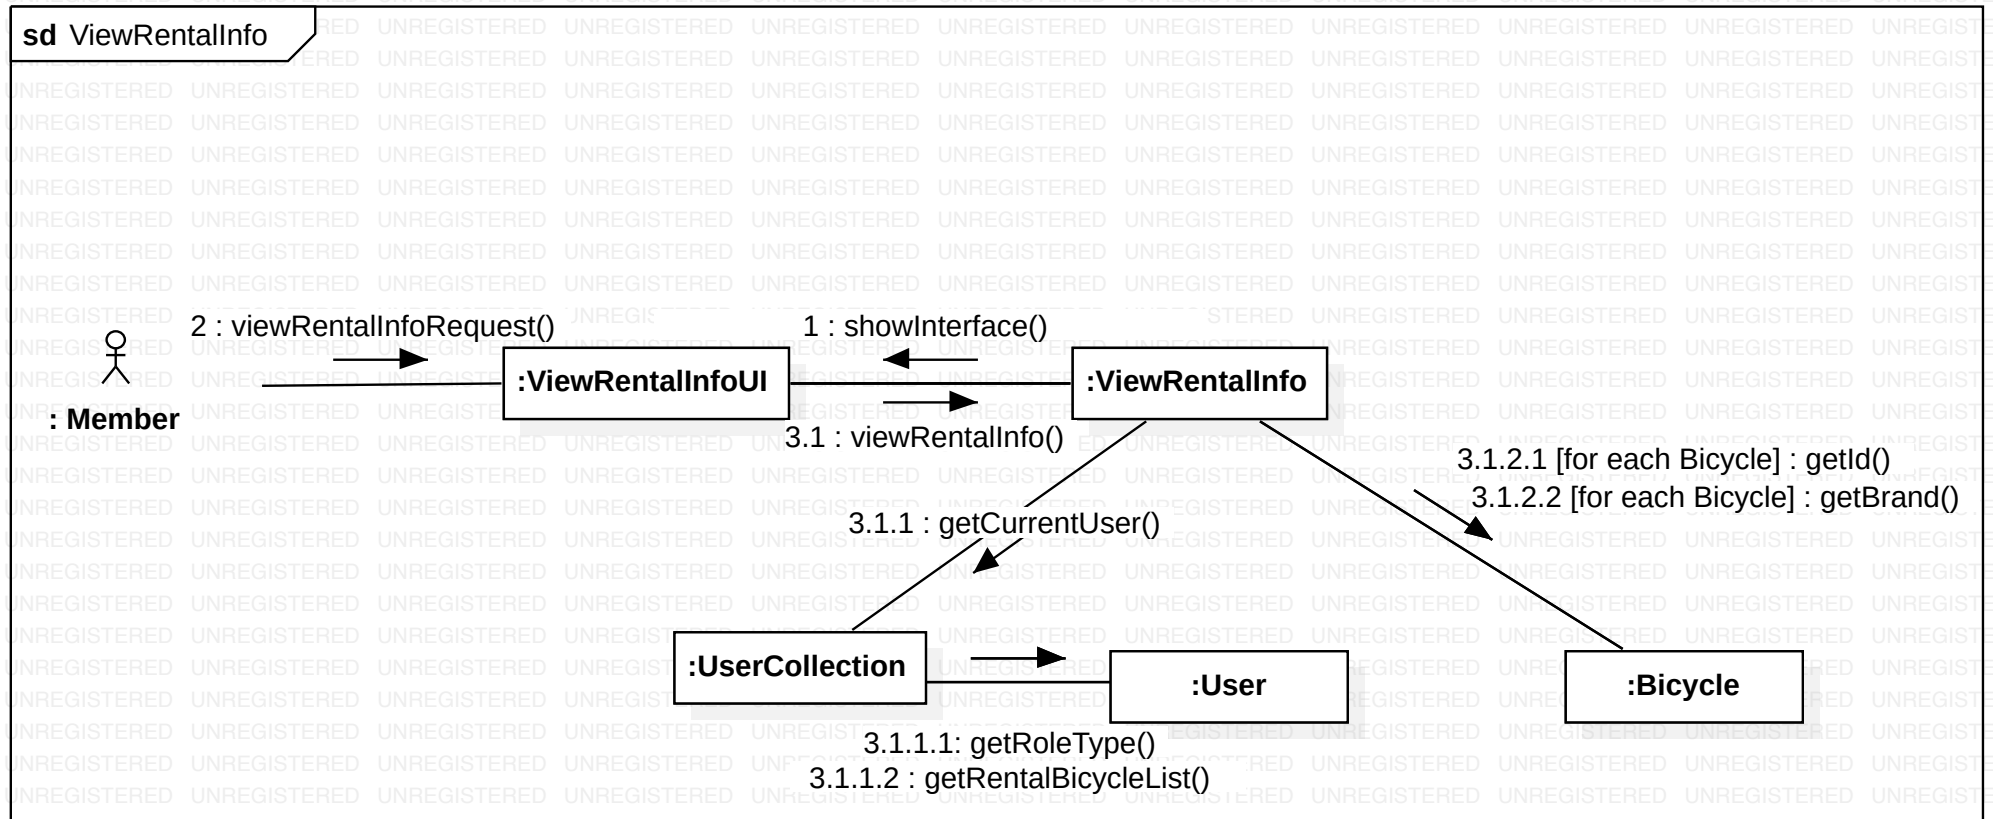 sd ViewRentalInfo
2 : viewRentalInfoRequest()
1 : showInterface()
: Member
:ViewRentalInfoUI
:ViewRentalInfo
3.1 : viewRentalInfo()
3.1.2.1 [for each Bicycle] : getId()
3.1.2.2 [for each Bicycle] : getBrand()
3.1.1 : getCurrentUser()
:UserCollection
:User
:Bicycle
3.1.1.1: getRoleType()
3.1.1.2 : getRentalBicycleList()
UNREGISTERED